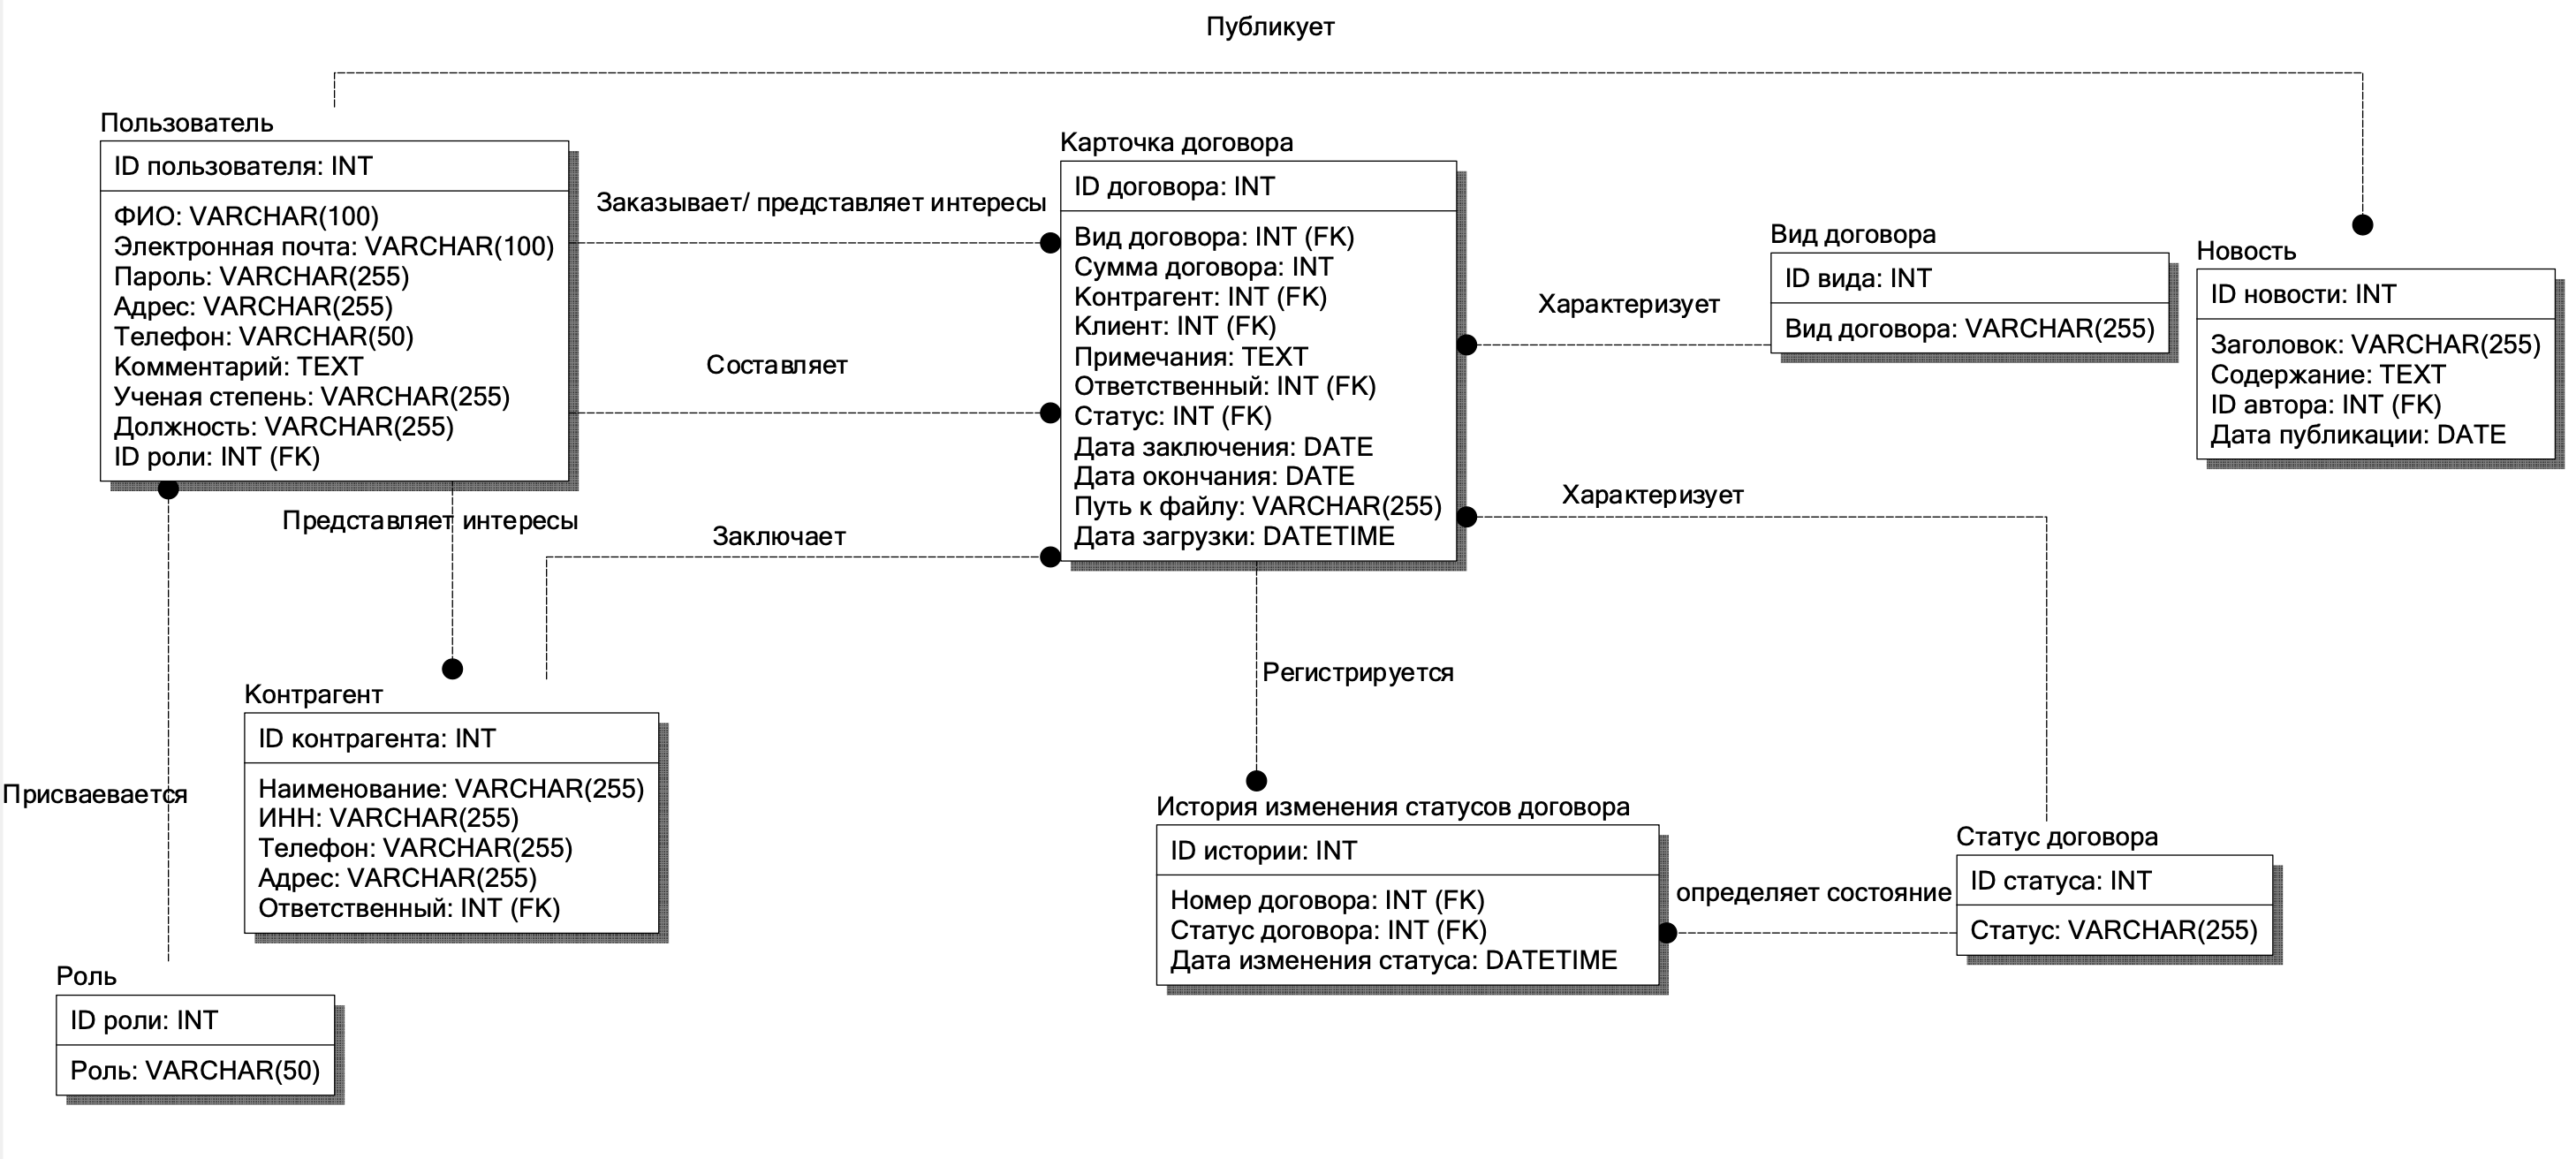 Публикует
Пользователь
ID пользователя: INT
ФИО: VARCHAR(100)
Электронная почта: VARCHAR(100)
Пароль: VARCHAR(255)
Адрес: VARCHAR(255)
Телефон: VARCHAR(50)
Комментарий: TEXT
Ученая степень: VARCHAR(255)
Должность: VARCHAR(255)
ID роли: INT (FK)
Заказывает/ представляет интересы
Составляет
Представляет интересы
Заключает
Карточка договора
ID договора: INT
Вид договора: INT (FK)
Сумма договора: INT
Контрагент: INT (FK)
Клиент: INT (FK)
Примечания: TEXT
Ответственный: INT (FK)
Статус: INT (FK)
Дата заключения: DATE
Дата окончания: DATE
Путь к файлу: VARCHAR(255)
Дата загрузки: DATETIME
Характеризует
Вид договора
ID вида: INT
Вид договора: VARCHAR(255)
Новость
ID новости: INT
Заголовок: VARCHAR(255)
Содержание: TEXT
ID автора: INT (FK)
Дата публикации: DATE
Характеризует
Регистрируется
Контрагент
ID контрагента: INT
Наименование: VARCHAR(255)
ИНН: VARCHAR(255)
Телефон: VARCHAR(255)
Адрес: VARCHAR(255)
Ответственный: INT (FK)
Присваевается
Роль
ID роли: INT
Роль: VARCHAR(50)
История изменения статусов договора
ID истории: INT
Номер договора: INT (FK)
Статус договора: INT (FK)
Дата изменения статуса: DATETIME
определяет состояние
Статус договора
ID статуса: INT
Статус: VARCHAR(255)